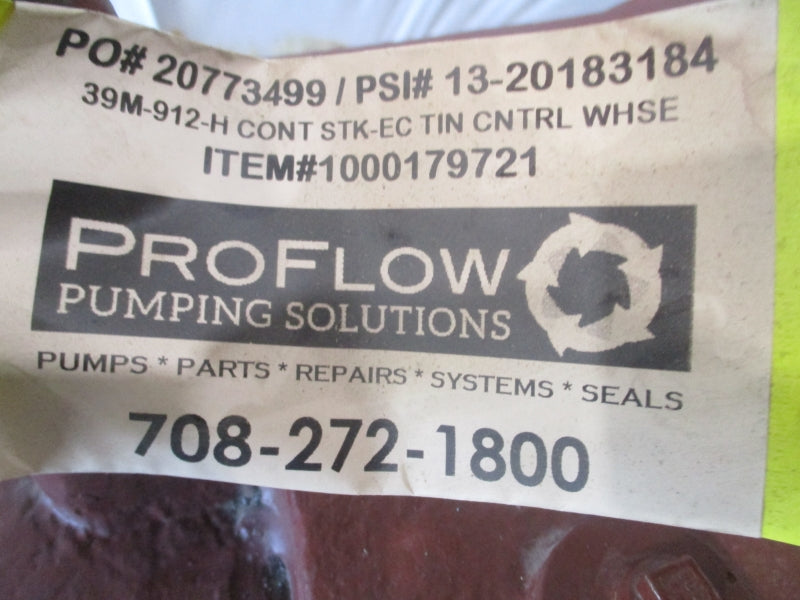 PO# 20773499 / PSI# 13-20183184
39M-912-H CONT STK-EC TIN CNTRL WHSE
ITEM#1000179721
PROFLOW
PUMPING SOLUTIONS
PUMPS * PARTS * REPAIRS * SYSTEMS * SEALS
708-272-1800